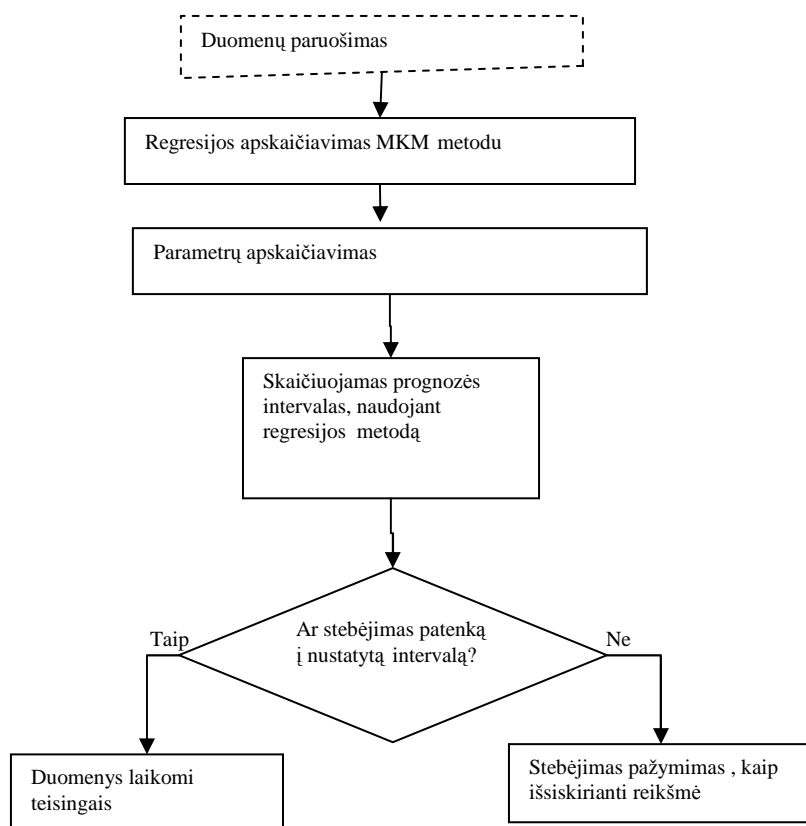 Duomenų paruošimas
Regresijos apskaičiavimas MKM metodu
Parametrų apskaičiavimas
Skaičiuojamas prognozės
intervalas, naudojant
regresijos metodą
Ar stebėjimas patenką
į nustatytą intervalą?
Taip
Ne
Duomenys laikomi
teisingais
Stebėjimas pažymimas , kaip
išsiskirianti reikšmė